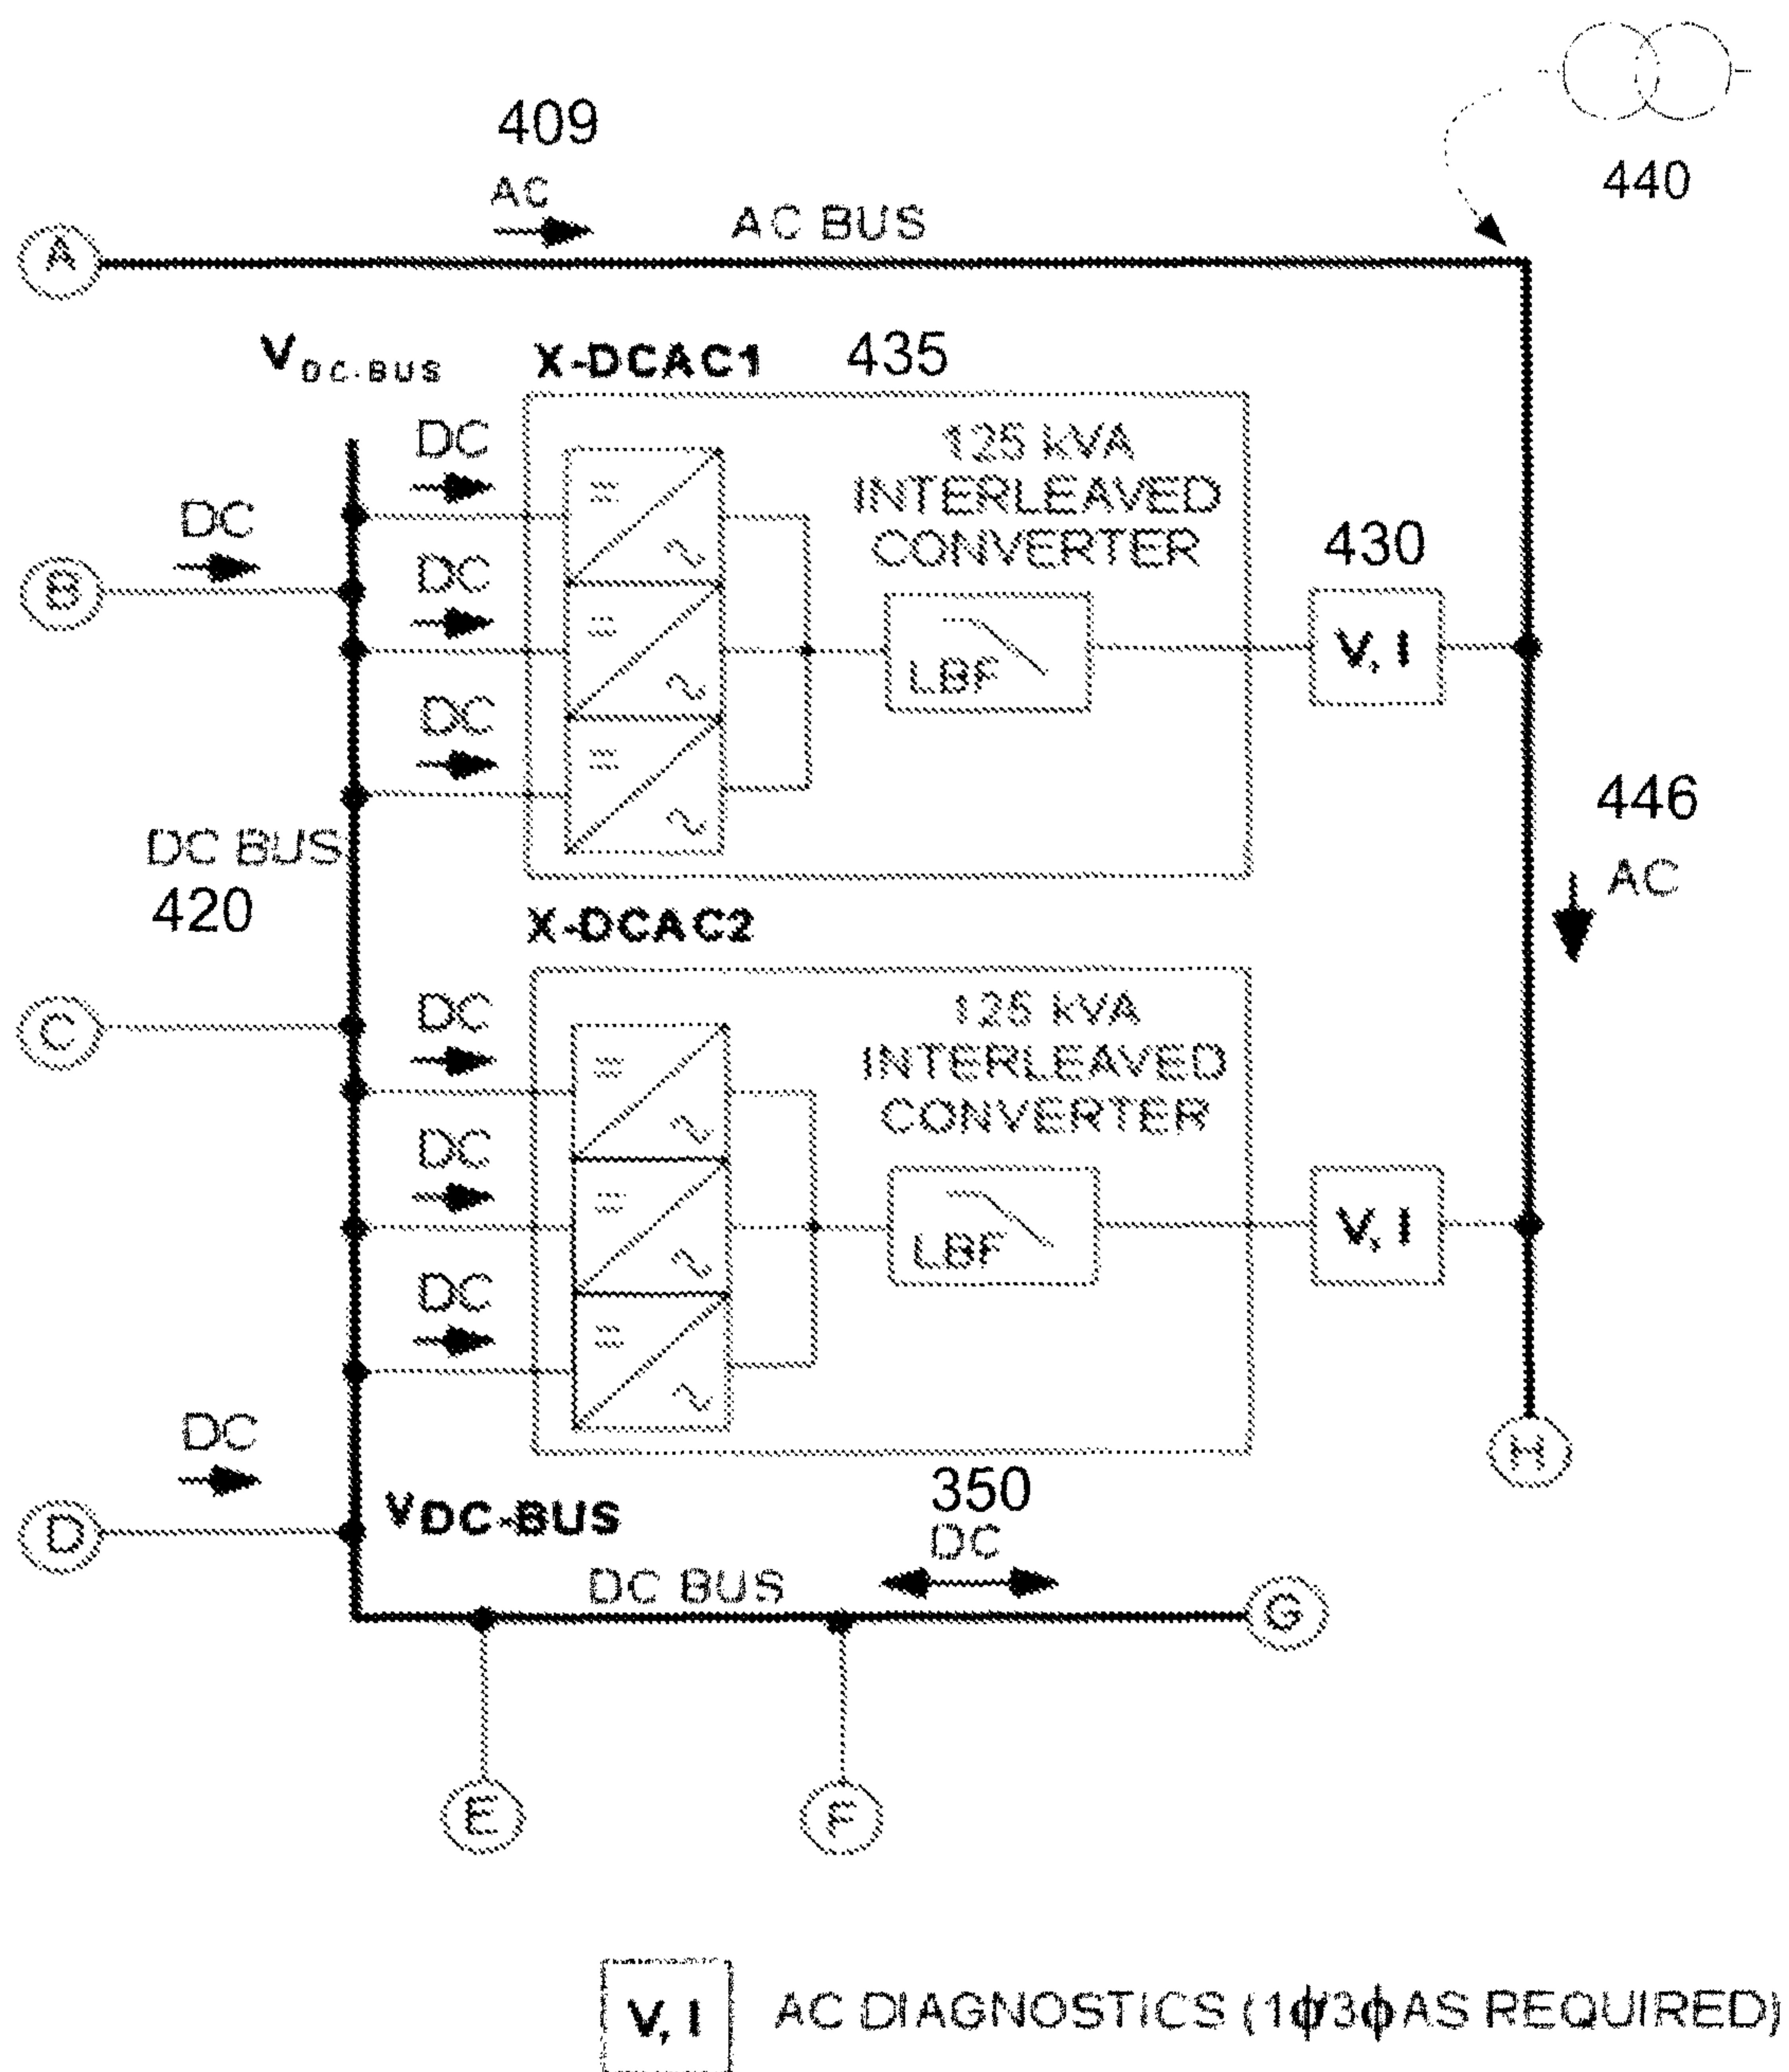 440
409
AC
AC BUS
A
V DC-BUS
X-DCAC1 435
DC
125 kVA
INTERLEAVED
CONVERTER
DC
B
DC
430
LBF
V, I
DC
446
AC
DC BUS
420
X-DCAC2
C
DC
125 kVA
INTERLEAVED
CONVERTER
DC
LBF
V, I
DC
DC
H
350
DC
D
VDC-BUS
DC BUS
G
E
F
V, I AC DIAGNOSTICS (1ϕ/3ϕ AS REQUIRED)